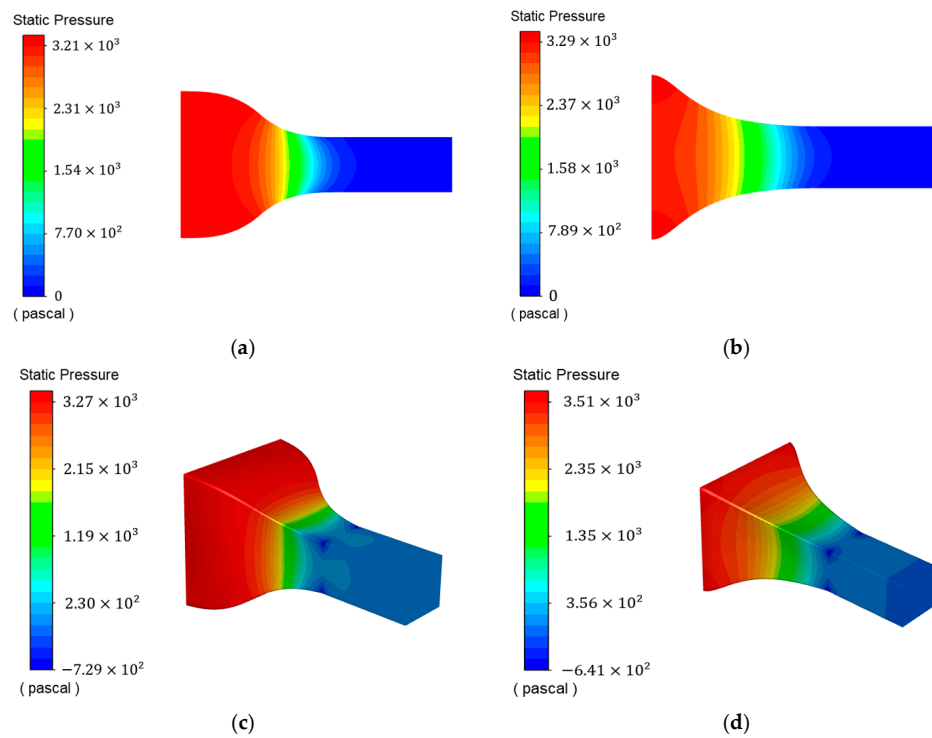 Static Pressure
3.21 × 10³
2.31 × 10³
1.54 × 10³
7.70 × 10²
0
( pascal )
(a)
Static Pressure
3.29 × 10³
2.37 × 10³
1.58 × 10³
7.89 × 10²
0
( pascal )
(b)
Static Pressure
3.27 × 10³
2.15 × 10³
1.19 × 10³
2.30 × 10²
−7.29 × 10²
( pascal )
(c)
Static Pressure
3.51 × 10³
2.35 × 10³
1.35 × 10³
3.56 × 10²
−6.41 × 10²
( pascal )
(d)